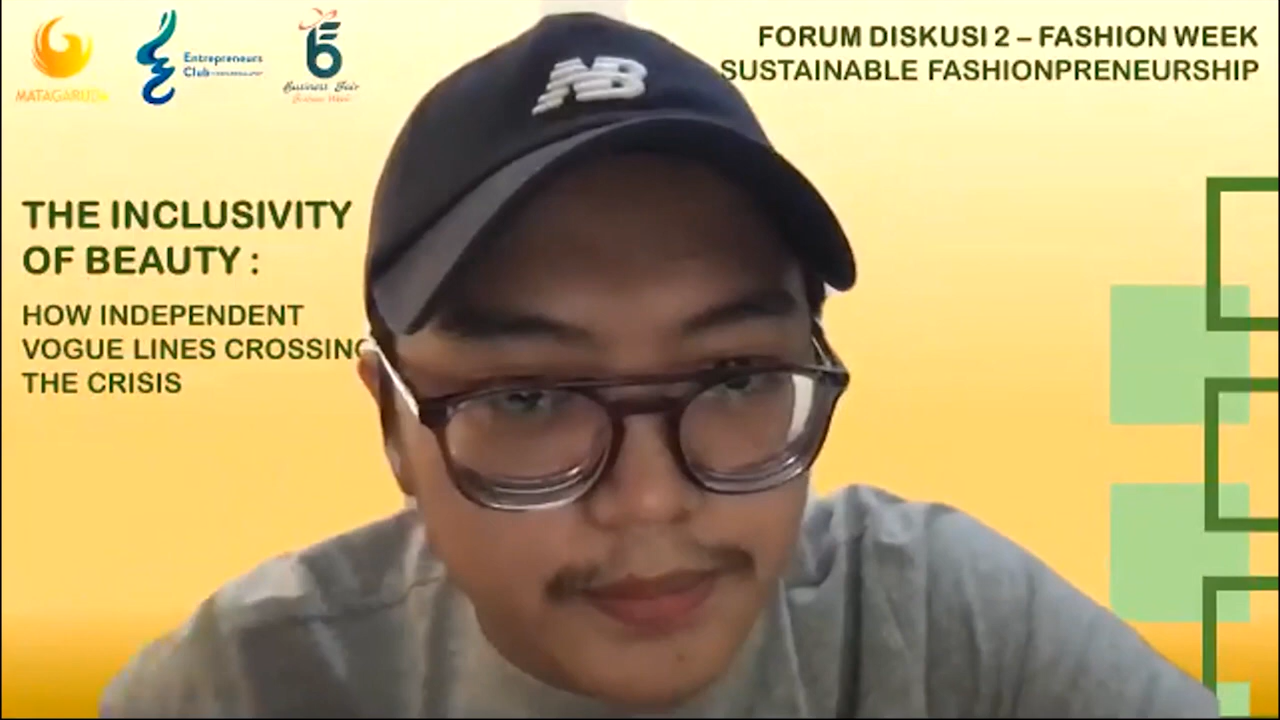 MATAGARUDA
Entrepreneurs
Club
Business Fair
FORUM DISKUSI 2 – FASHION WEEK
SUSTAINABLE FASHIONPRENEURSHIP
NB
THE INCLUSIVITY
OF BEAUTY :
HOW INDEPENDENT
VOGUE LINES CROSSING
THE CRISIS